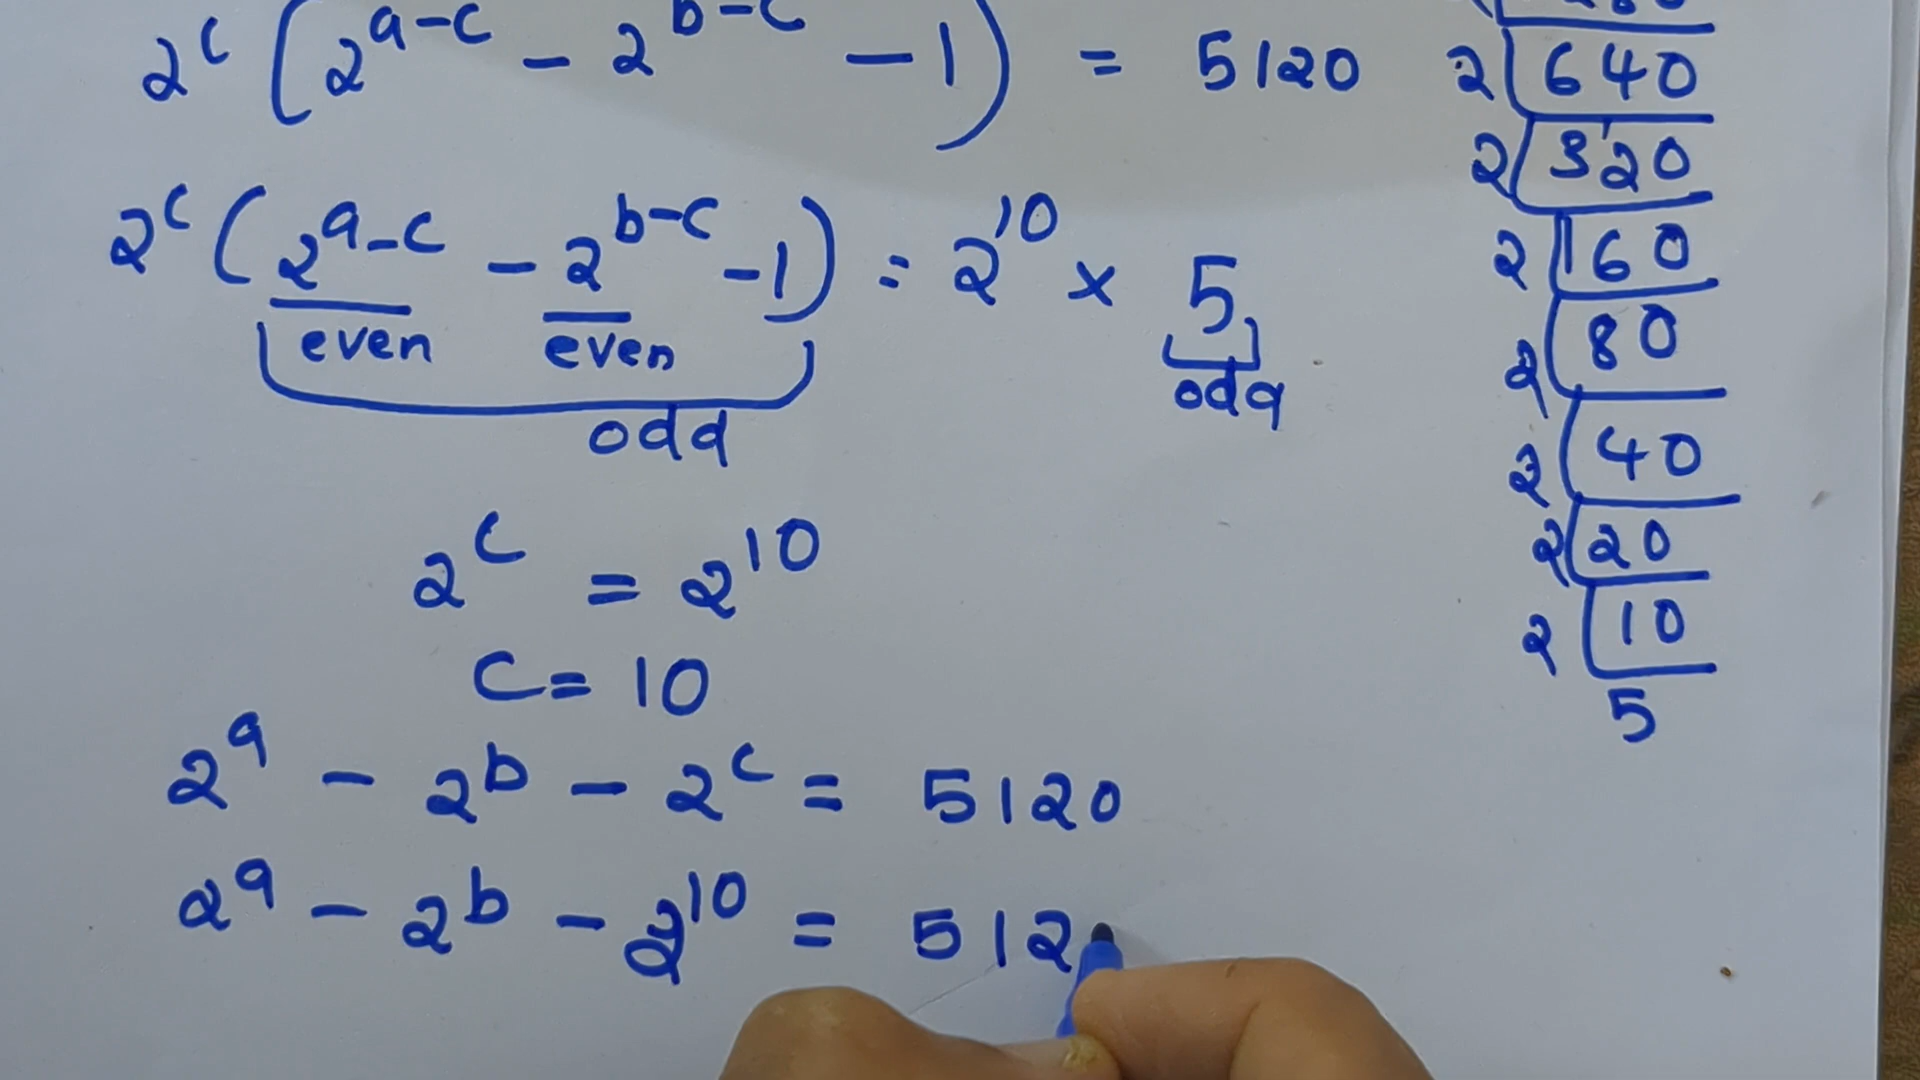 2^c (2^{a-c} - 2^{b-c} - 1) = 5120
2^c (2^{a-c} - 2^{b-c} - 1) = 2^{10} × 5
even even
odd
odd
2^c = 2^{10}
c = 10
2^a - 2^b - 2^c = 5120
2^a - 2^b - 2^{10} = 512
2 | 640
2 | 320
2 | 160
2 | 80
2 | 40
2 | 20
2 | 10
5